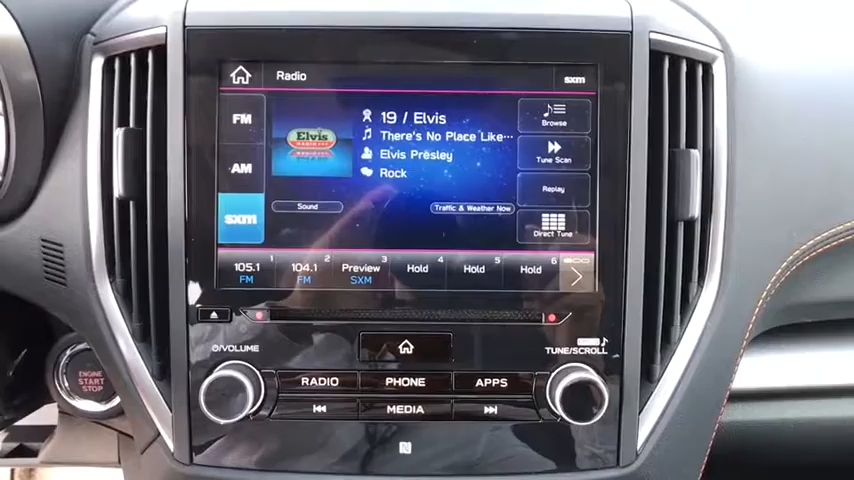 Radio
sxm
FM
AM
sxm
Elvis
RADIO
19 / Elvis
There's No Place Like...
Elvis Presley
Rock
Sound
Traffic & Weather Now
Browse
Tune Scan
Replay
Direct Tune
1
105.1
FM
2
104.1
FM
3
Preview
SXM
4
Hold
5
Hold
6
Hold
VOLUME
TUNE/SCROLL
RADIO
PHONE
APPS
MEDIA
ENGINE
START
STOP